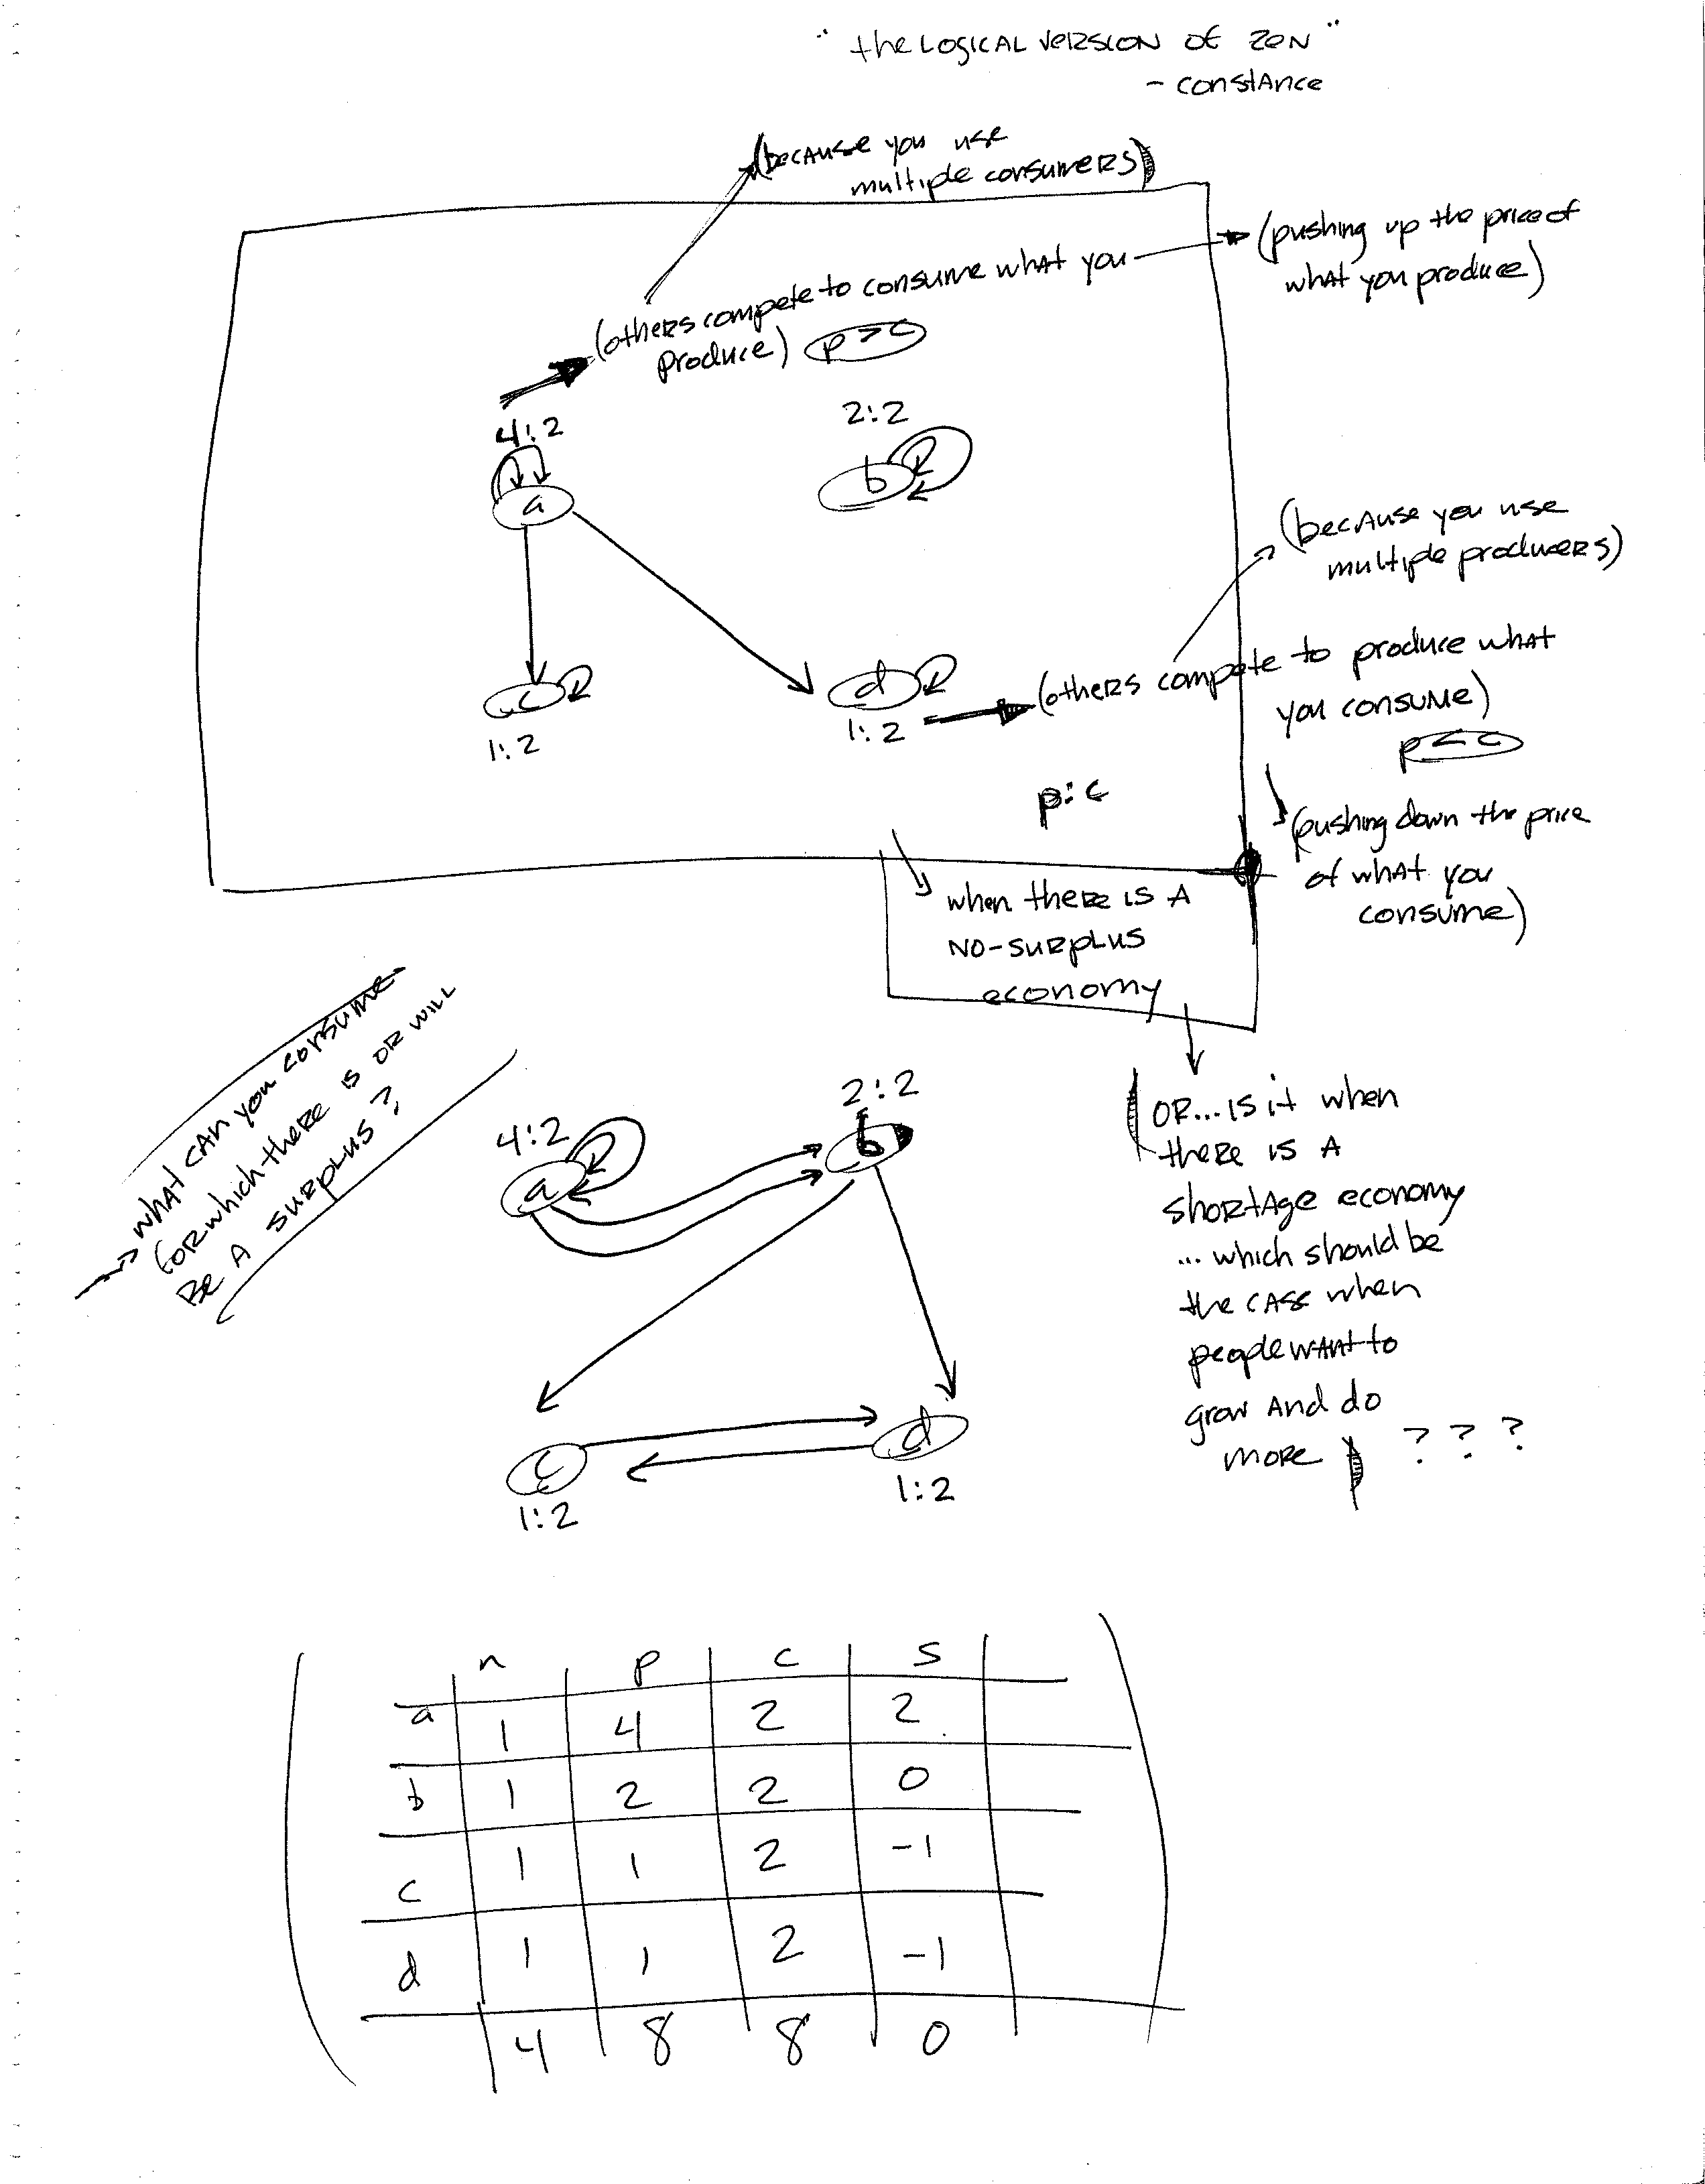 "the LOGICAL VERSION OF ZEN"
- CONSTANCE
(because you use
multiple consumers)
(pushing up the price of
what you produce)
(others compete to consume what you
produce) p>c
4:2
2:2
a
b
(because you use
multiple producers)
c
d
1:2
1:2
(others compete to produce what
you consume)
p<c
p:c
(pushing down the price
of what you
consume)
when there is a
no-surplus
economy
what can you consume
for which there is or will
be a surplus?
4:2
2:2
a
b
c
d
1:2
1:2
(OR... is it when
there is a
shortage economy
... which should be
the case when
people want to
grow and do
more) ? ? ?
n p c s
a 1 4 2 2
b 1 2 2 0
c 1 1 2 -1
d 1 1 2 -1
4 8 8 0